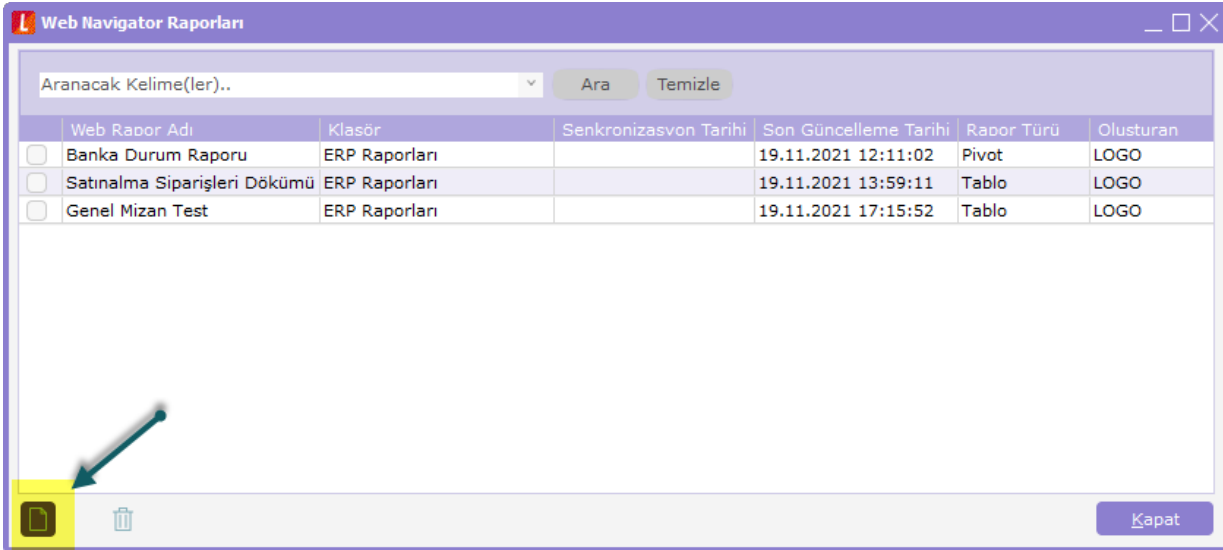 Web Navigator Raporları
Aranacak Kelime(ler)..
Ara
Temizle
Web Rapor Adı Klasör Senkronizasyon Tarihi Son Güncelleme Tarihi Rapor Türü Olusturan
Banka Durum Raporu ERP Raporları 19.11.2021 12:11:02 Pivot LOGO
Satınalma Siparişleri Dökümü ERP Raporları 19.11.2021 13:59:11 Tablo LOGO
Genel Mizan Test ERP Raporları 19.11.2021 17:15:52 Tablo LOGO
Kapat